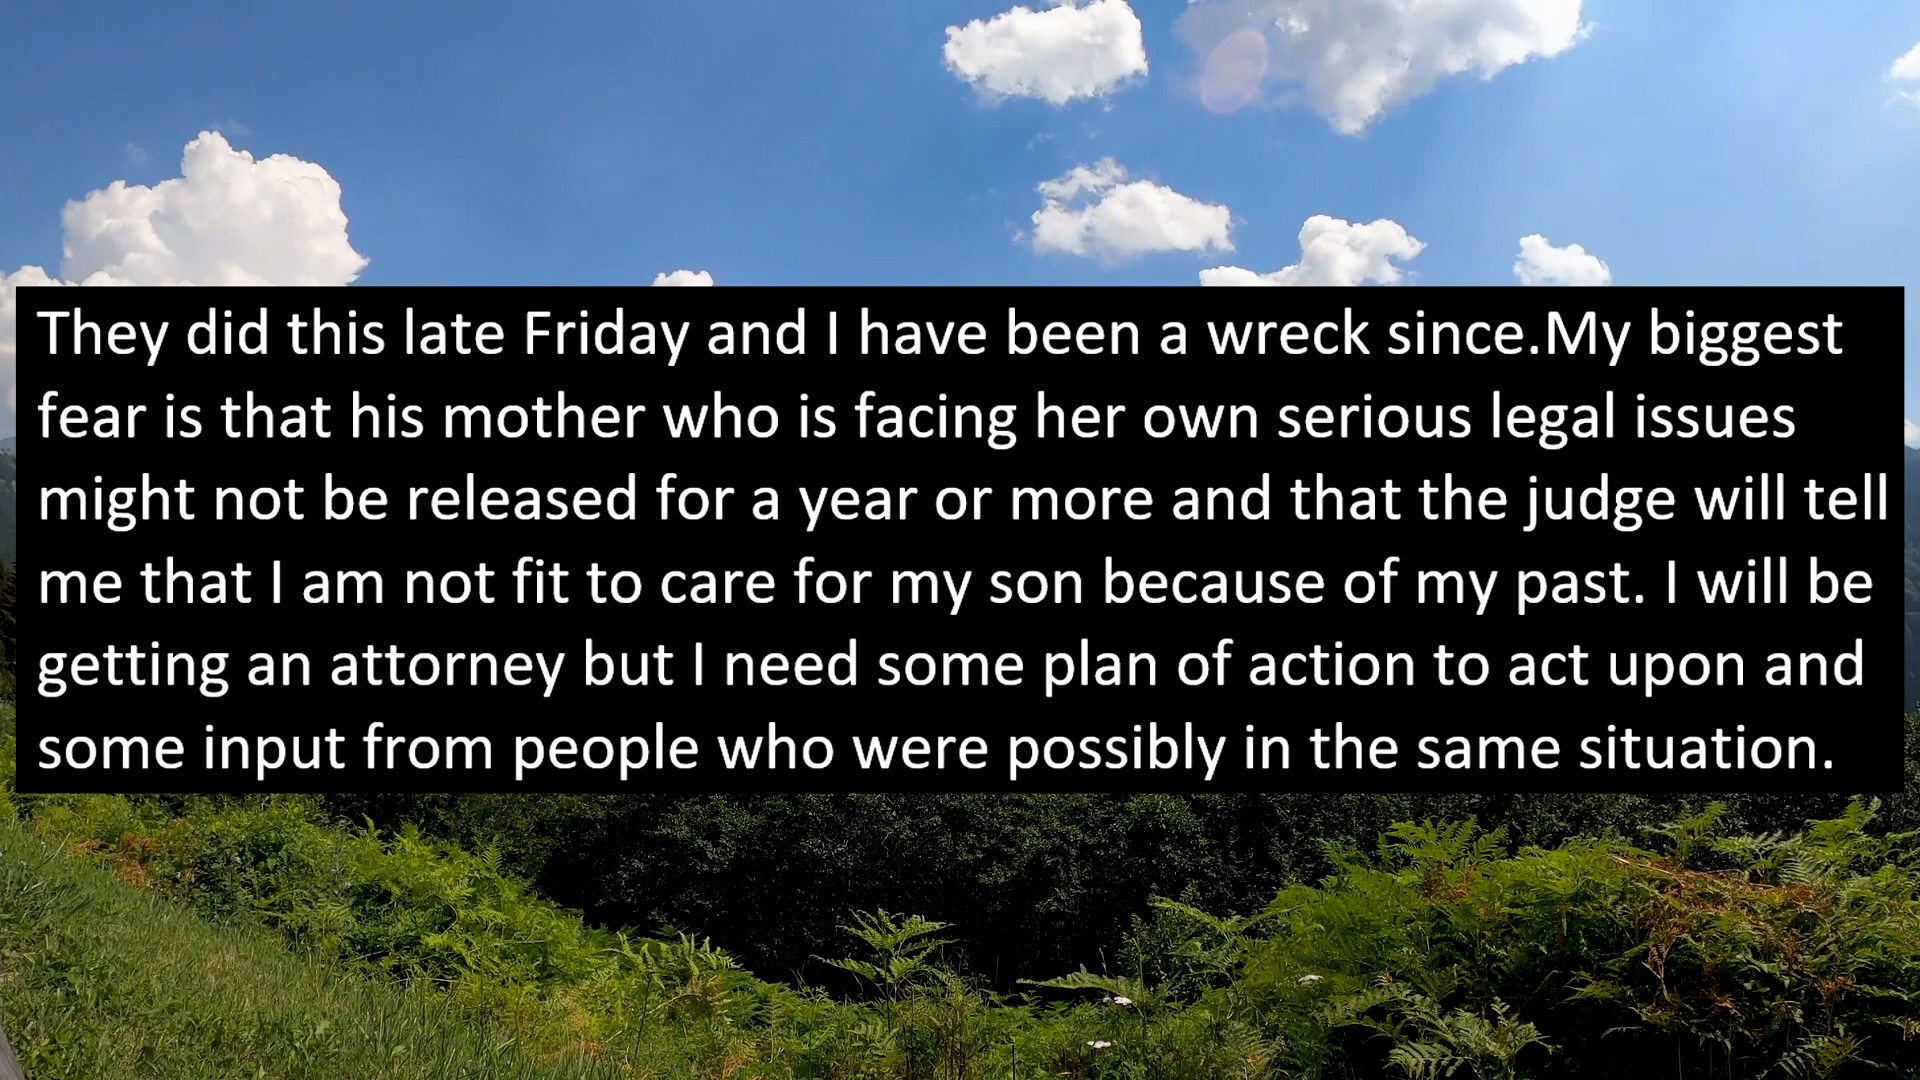 They did this late Friday and I have been a wreck since.My biggest
fear is that his mother who is facing her own serious legal issues
might not be released for a year or more and that the judge will tell
me that I am not fit to care for my son because of my past. I will be
getting an attorney but I need some plan of action to act upon and
some input from people who were possibly in the same situation.